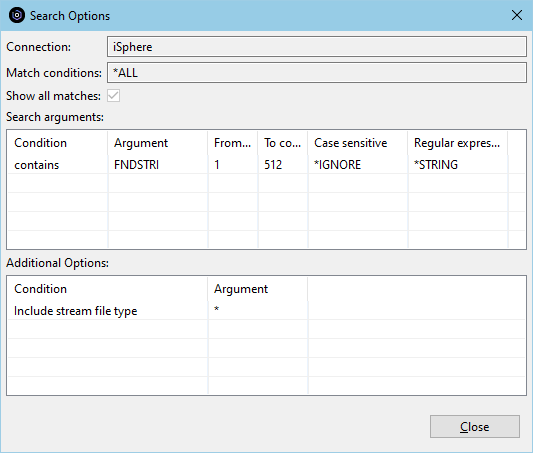 Search Options
Connection: iSphere
Match conditions: *ALL
Show all matches:
Search arguments:
Condition Argument From... To co... Case sensitive Regular expres...
contains FNDSTRI 1 512 *IGNORE *STRING
Additional Options:
Condition Argument
Include stream file type *
Close